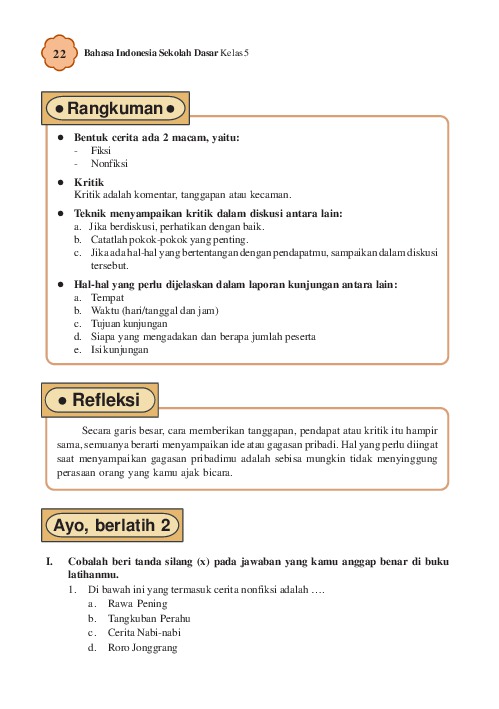 22 Bahasa Indonesia Sekolah Dasar Kelas 5
• Rangkuman •
● Bentuk cerita ada 2 macam, yaitu:
- Fiksi
- Nonfiksi
● Kritik
Kritik adalah komentar, tanggapan atau kecaman.
● Teknik menyampaikan kritik dalam diskusi antara lain:
a. Jika berdiskusi, perhatikan dengan baik.
b. Catatlah pokok-pokok yang penting.
c. Jika ada hal-hal yang bertentangan dengan pendapatmu, sampaikan dalam diskusi
tersebut.
● Hal-hal yang perlu dijelaskan dalam laporan kunjungan antara lain:
a. Tempat
b. Waktu (hari/tanggal dan jam)
c. Tujuan kunjungan
d. Siapa yang mengadakan dan berapa jumlah peserta
e. Isi kunjungan
• Refleksi
Secara garis besar, cara memberikan tanggapan, pendapat atau kritik itu hampir
sama, semuanya berarti menyampaikan ide atau gagasan pribadi. Hal yang perlu diingat
saat menyampaikan gagasan pribadimu adalah sebisa mungkin tidak menyinggung
perasaan orang yang kamu ajak bicara.
Ayo, berlatih 2
I. Cobalah beri tanda silang (x) pada jawaban yang kamu anggap benar di buku
latihanmu.
1. Di bawah ini yang termasuk cerita nonfiksi adalah ….
a. Rawa Pening
b. Tangkuban Perahu
c. Cerita Nabi-nabi
d. Roro Jonggrang